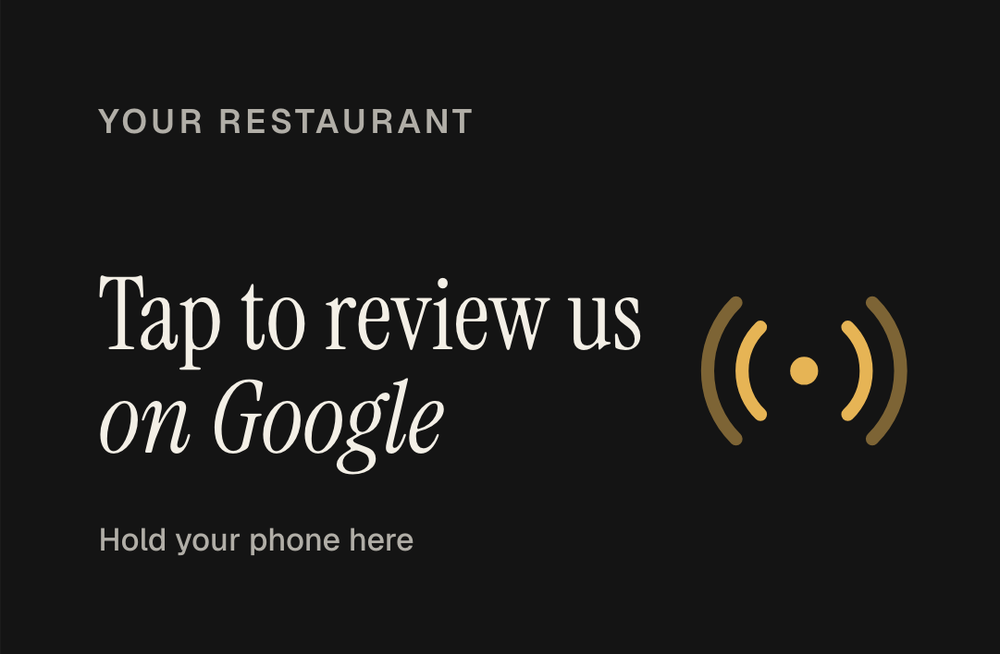 YOUR RESTAURANT
Tap to review us
on Google
Hold your phone here